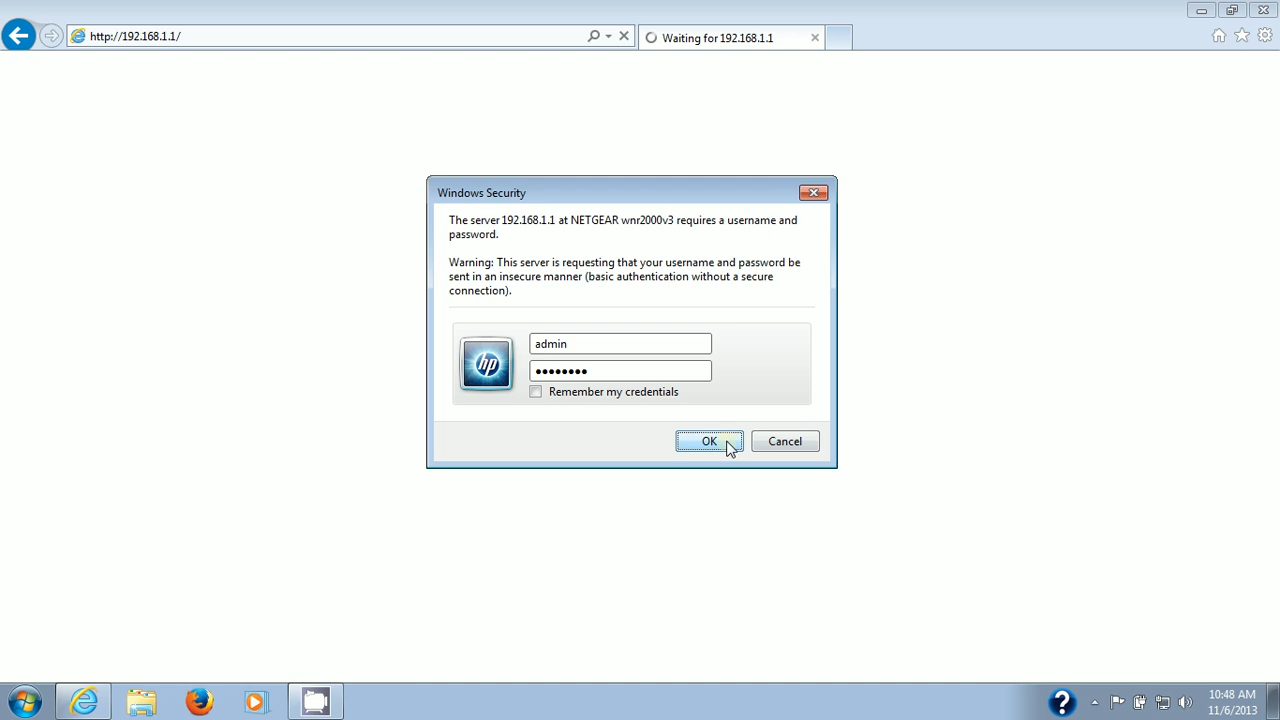 http://192.168.1.1/
Waiting for 192.168.1.1
Windows Security
The server 192.168.1.1 at NETGEAR wnr2000v3 requires a username and
password.
Warning: This server is requesting that your username and password be
sent in an insecure manner (basic authentication without a secure
connection).
hp
admin
●●●●●●●●
Remember my credentials
OK
Cancel
10:48 AM
11/6/2013